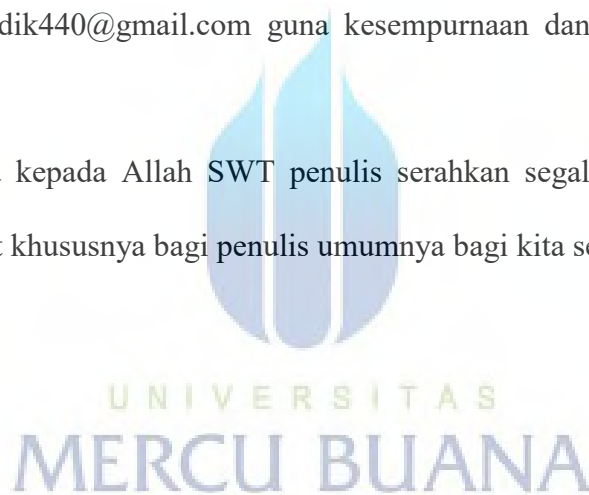 dik440@gmail.com guna kesempurnaan dan
kepada Allah SWT penulis serahkan segal
khususnya bagi penulis umumnya bagi kita se
UNIVERSITAS
MERCU BUANA